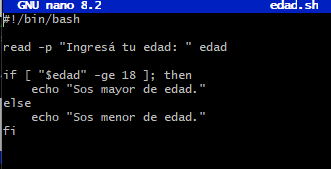 GNU nano 8.2 edad.sh
#!/bin/bash
read -p "Ingresá tu edad: " edad
if [ "$edad" -ge 18 ]; then
    echo "Sos mayor de edad."
else
    echo "Sos menor de edad."
fi